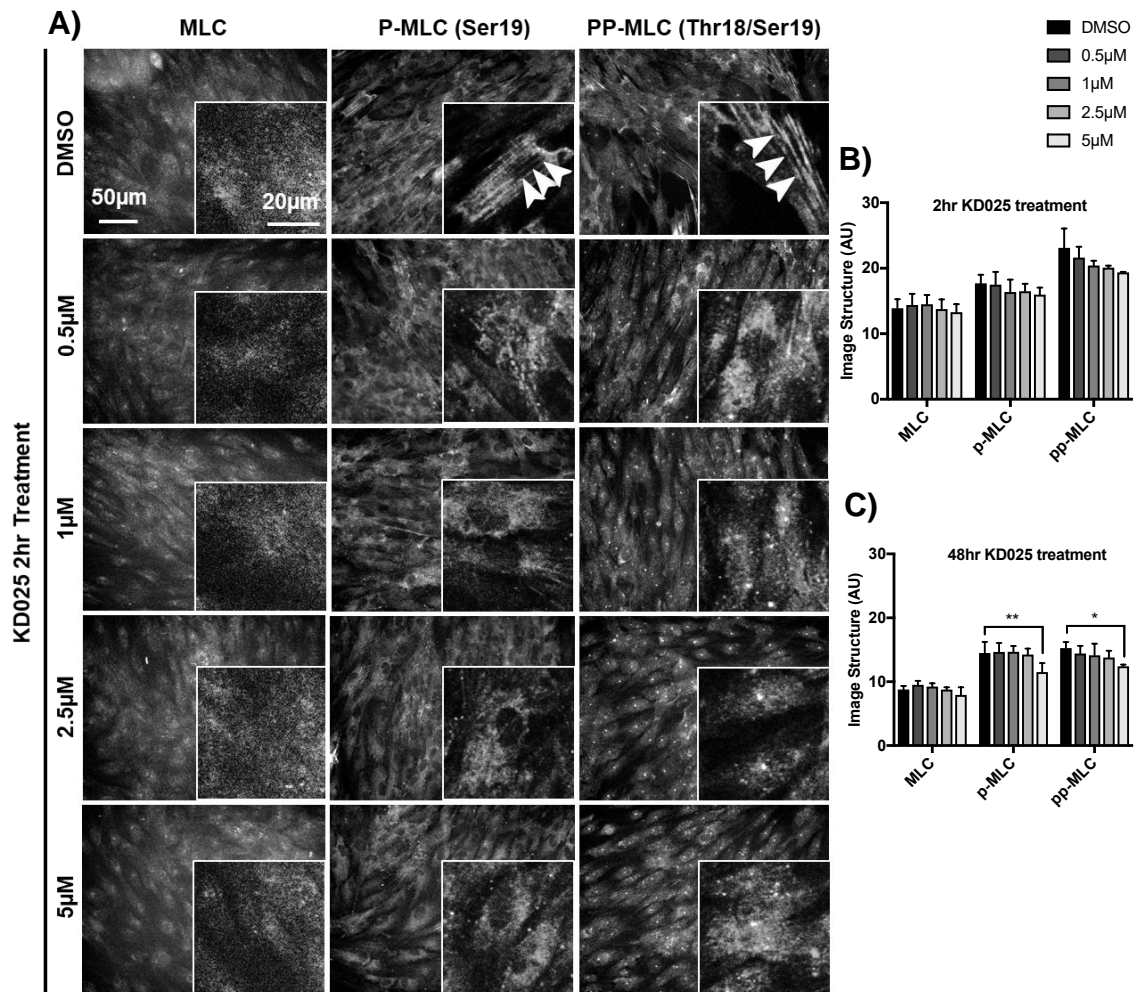 A)
MLC
P-MLC (Ser19)
PP-MLC (Thr18/Ser19)
KD025 2hr Treatment
DMSO
50µm
20µm
0.5µM
1µM
2.5µM
5µM
DMSO
0.5µM
1µM
2.5µM
5µM
B)
2hr KD025 treatment
Image Structure (AU)
30
20
10
0
MLC
p-MLC
pp-MLC
C)
48hr KD025 treatment
Image Structure (AU)
30
20
10
0
**
*
MLC
p-MLC
pp-MLC